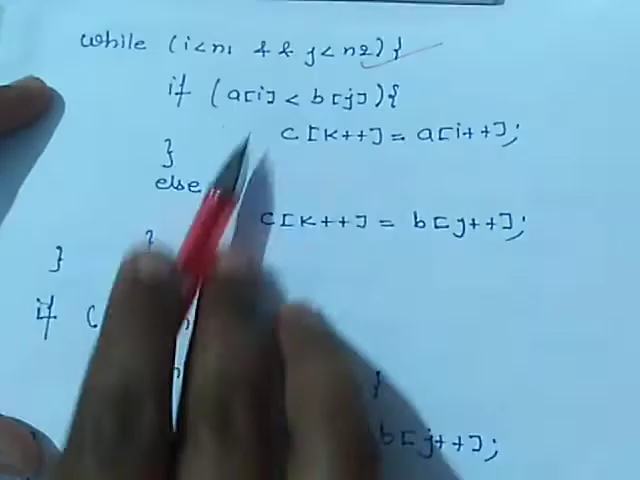 while (i<n1 && j<n2) {
if (a[i] < b[j]) {
c[k++] = a[i++];
}
else
c[k++] = b[j++];
}
}
if (
}
b[j++];